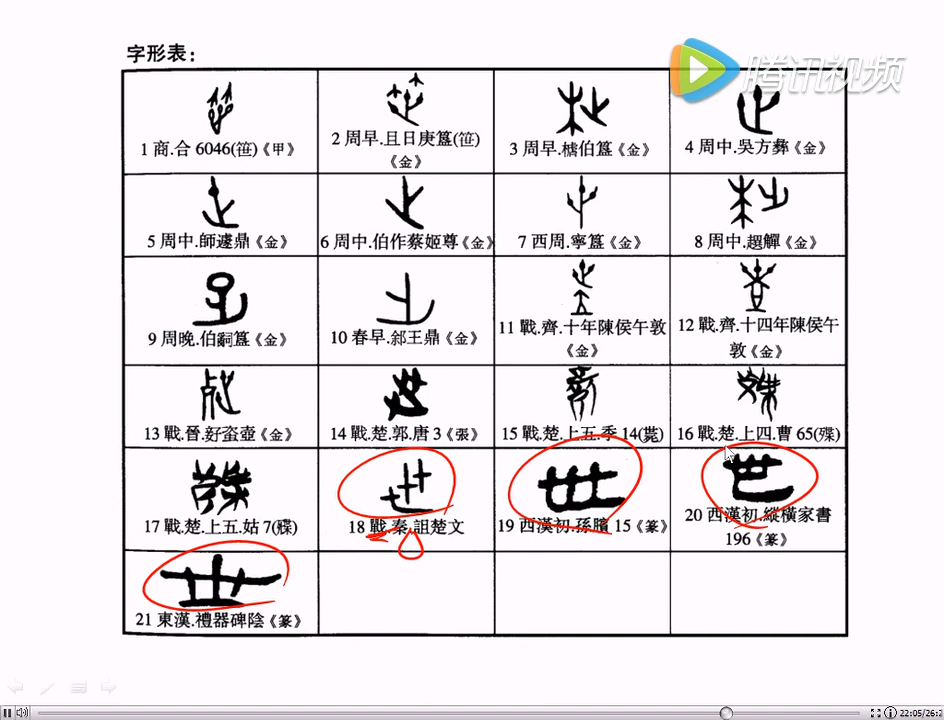 字形表：
腾讯视频
1 商.合 6046(笹)《甲》
2 周早.且日庚簋(笹)
《金》
3 周早.櫏伯簋《金》
4 周中.吳方彝《金》
5 周中.師遽鼎《金》
6 周中.伯作蔡姬尊《金》
7 西周.寧簋《金》
8 周中.趩觶《金》
9 周晚.伯嗣簋《金》
10 春早.䣄王鼎《金》
11 戰.齊.十年陳侯午敦
《金》
12 戰.齊.十四年陳侯午
敦《金》
13 戰.晉.𡚬蚉壺《金》
14 戰.楚.郭.唐 3《張》
15 戰.楚.上五.季 14(䇦)
16 戰.楚.上四.曹 65(殜)
17 戰.楚.上五.姑 7(殜)
18 戰.秦.詛楚文
19 西漢初.孫臏 15《篆》
20 西漢初.縱橫家書
196《篆》
21 東漢.禮器碑陰《篆》
22:05/26:2